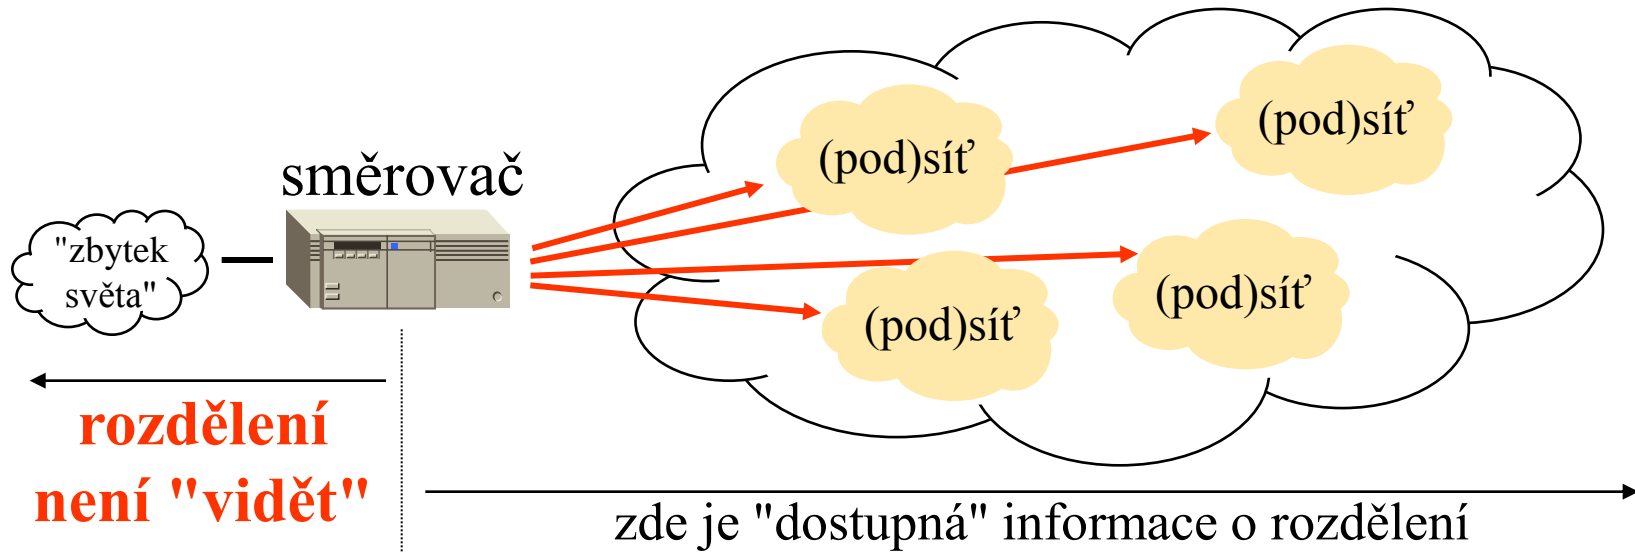 směrovač
"zbytek
světa"
(pod)síť
(pod)síť
(pod)síť
(pod)síť
rozdělení
není "vidět"
zde je "dostupná" informace o rozdělení